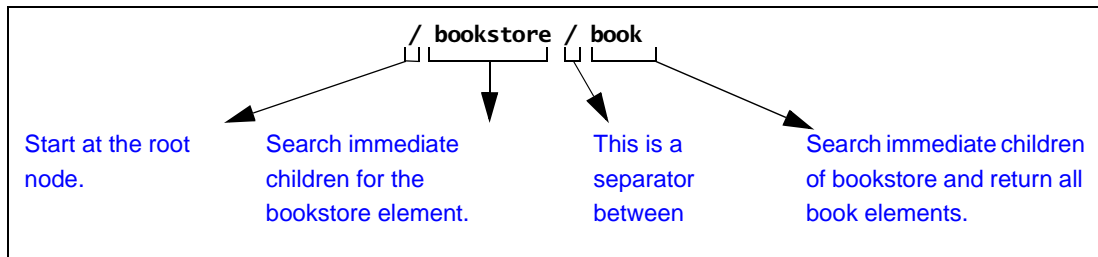 / bookstore / book
Start at the root
node.
Search immediate
children for the
bookstore element.
This is a
separator
between
Search immediate children
of bookstore and return all
book elements.